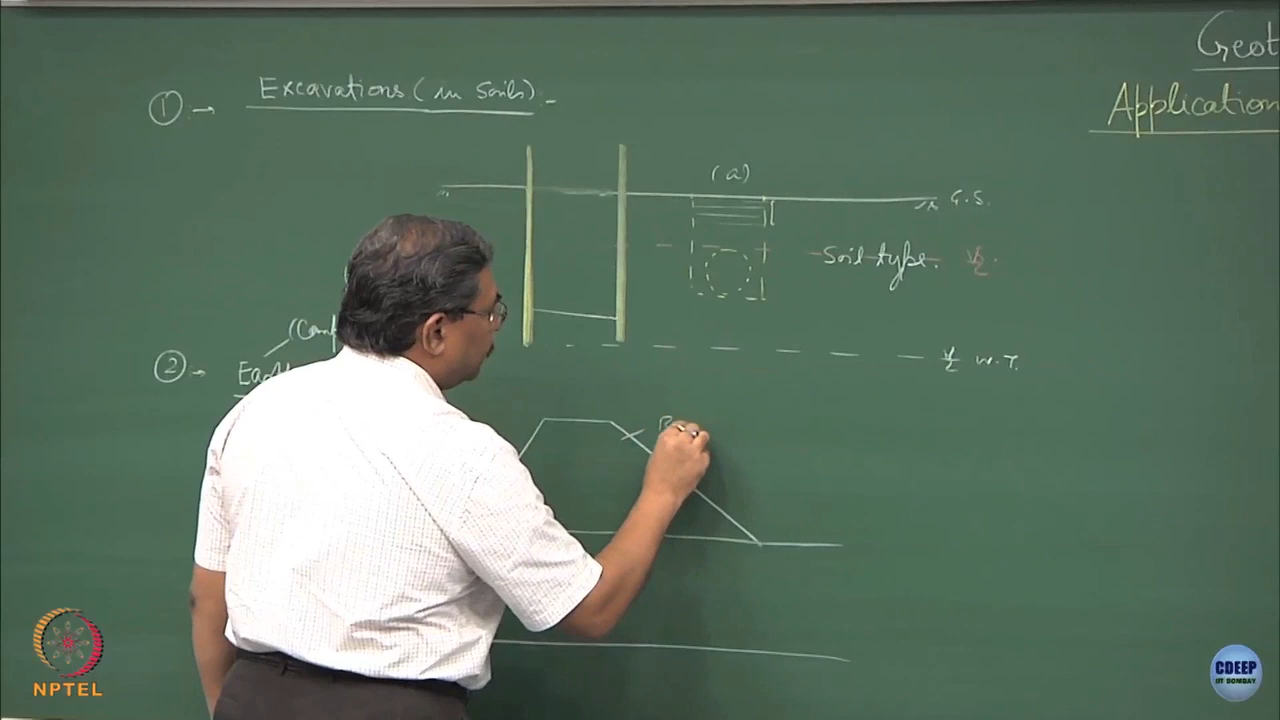 Geot
Application
① → Excavations (in soils) :-
(a)
G.S.
Soil type.
W.T.
② →
NPTEL
CDEEP
IIT BOMBAY